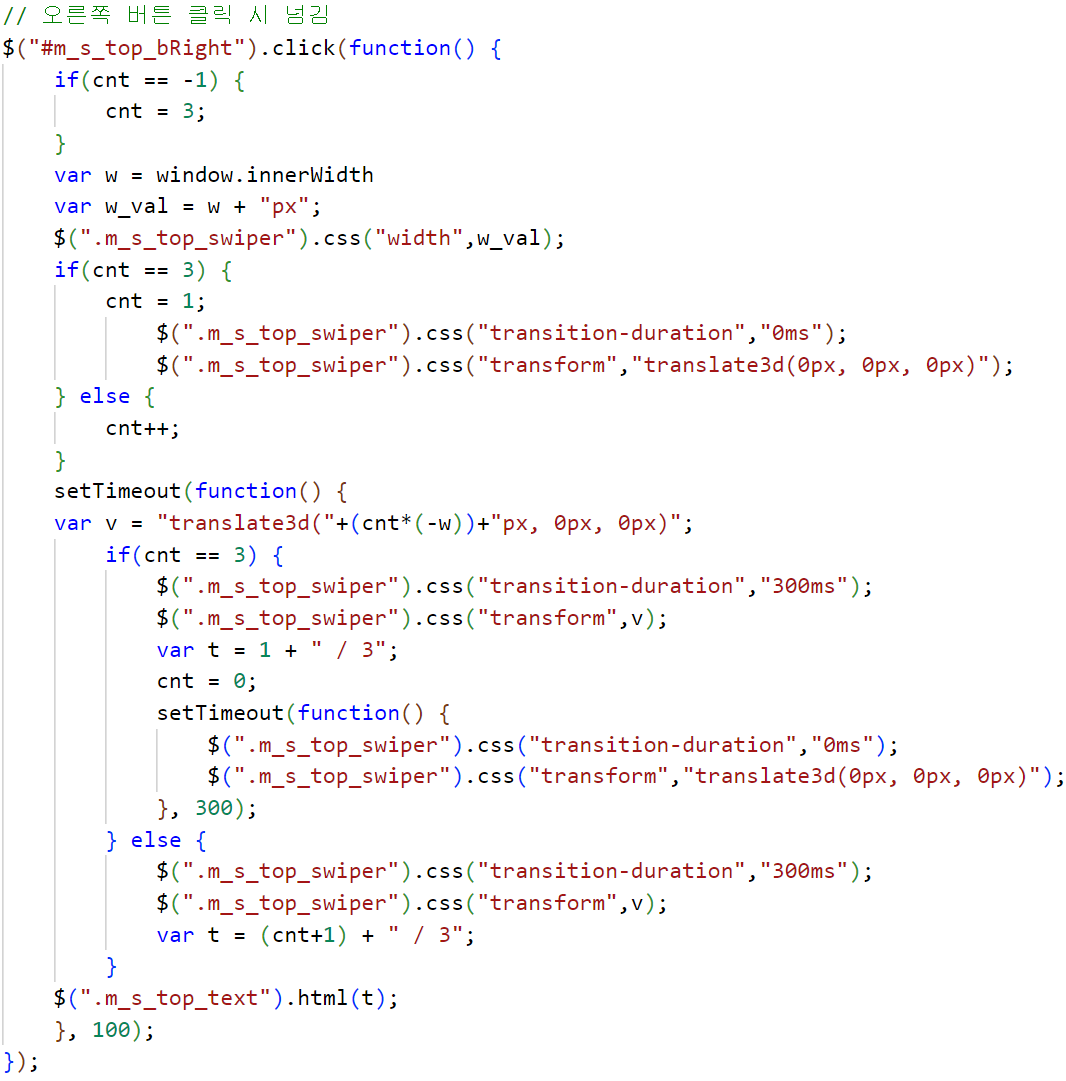 // 오른쪽 버튼 클릭 시 넘김
$("#m_s_top_bRight").click(function() {
    if(cnt == -1) {
        cnt = 3;
    }
    var w = window.innerWidth
    var w_val = w + "px";
    $(".m_s_top_swiper").css("width",w_val);
    if(cnt == 3) {
        cnt = 1;
            $(".m_s_top_swiper").css("transition-duration","0ms");
            $(".m_s_top_swiper").css("transform","translate3d(0px, 0px, 0px)");
    } else {
        cnt++;
    }
    setTimeout(function() {
    var v = "translate3d("+(cnt*(-w))+"px, 0px, 0px)";
        if(cnt == 3) {
            $(".m_s_top_swiper").css("transition-duration","300ms");
            $(".m_s_top_swiper").css("transform",v);
            var t = 1 + " / 3";
            cnt = 0;
            setTimeout(function() {
                $(".m_s_top_swiper").css("transition-duration","0ms");
                $(".m_s_top_swiper").css("transform","translate3d(0px, 0px, 0px)");
            }, 300);
        } else {
            $(".m_s_top_swiper").css("transition-duration","300ms");
            $(".m_s_top_swiper").css("transform",v);
            var t = (cnt+1) + " / 3";
        }
    $(".m_s_top_text").html(t);
    }, 100);
});